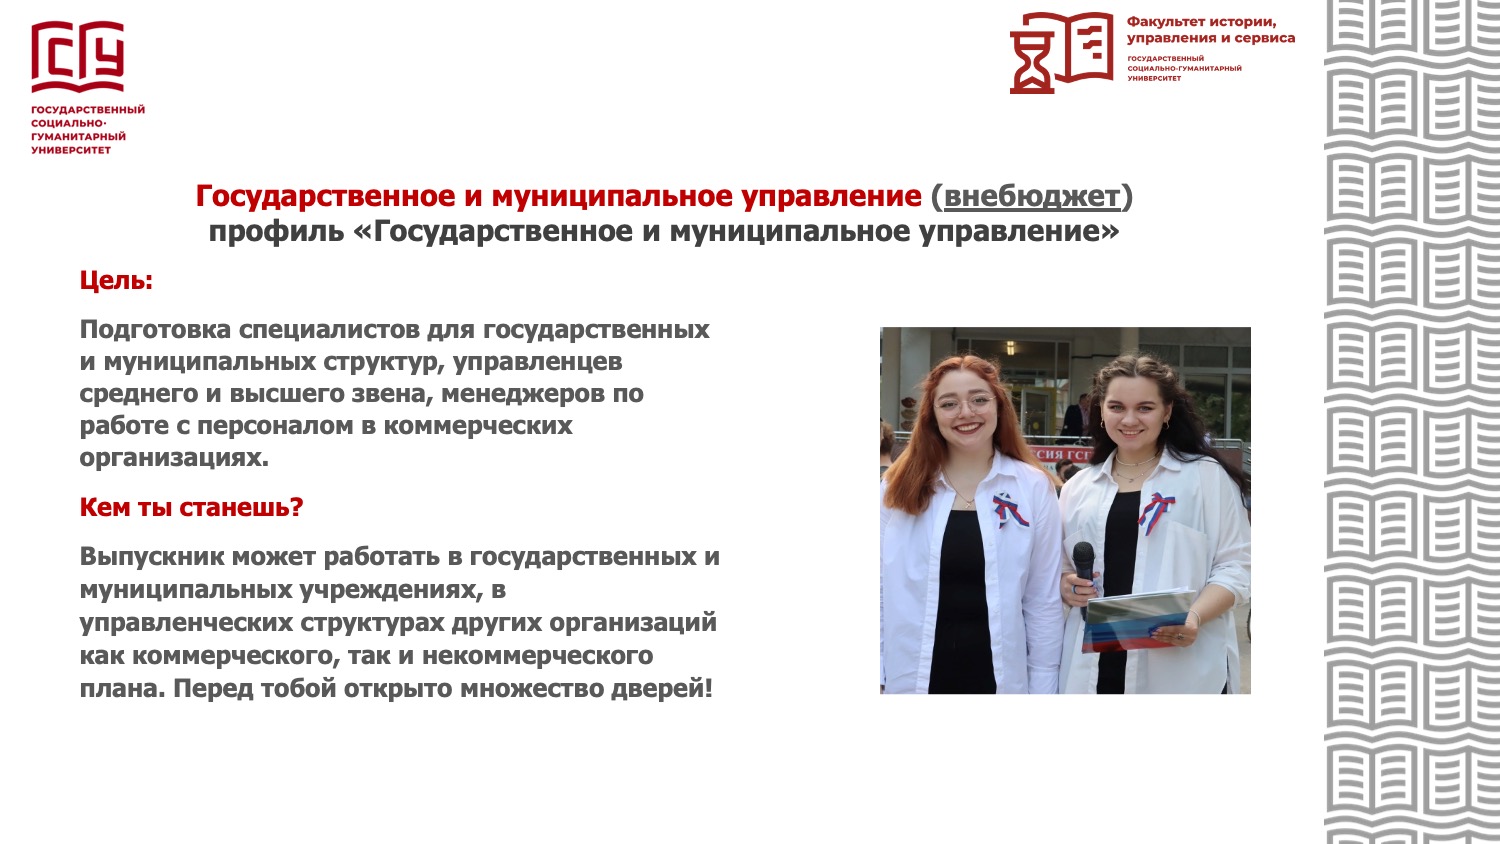 ГСГУ
ГОСУДАРСТВЕННЫЙ
СОЦИАЛЬНО-
ГУМАНИТАРНЫЙ
УНИВЕРСИТЕТ
Факультет истории,
управления и сервиса
ГОСУДАРСТВЕННЫЙ
СОЦИАЛЬНО-ГУМАНИТАРНЫЙ
УНИВЕРСИТЕТ
Государственное и муниципальное управление (внебюджет)
профиль «Государственное и муниципальное управление»
Цель:
Подготовка специалистов для государственных
и муниципальных структур, управленцев
среднего и высшего звена, менеджеров по
работе с персоналом в коммерческих
организациях.
Кем ты станешь?
Выпускник может работать в государственных и
муниципальных учреждениях, в
управленческих структурах других организаций
как коммерческого, так и некоммерческого
плана. Перед тобой открыто множество дверей!